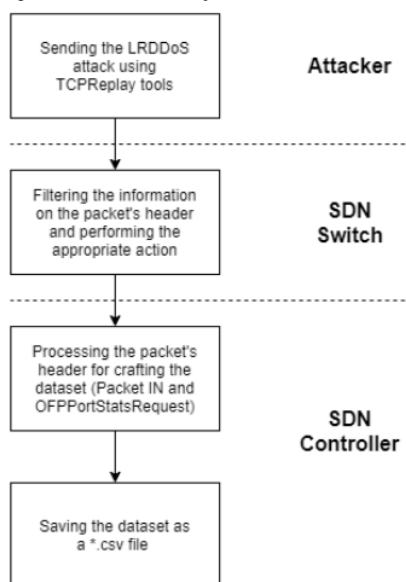 Sending the LRDDoS
attack using
TCPReplay tools
Attacker
Filtering the information
on the packet's header
and performing the
appropriate action
SDN
Switch
Processing the packet's
header for crafting the
dataset (Packet IN and
OFPPortStatsRequest)
SDN
Controller
Saving the dataset as
a *.csv file